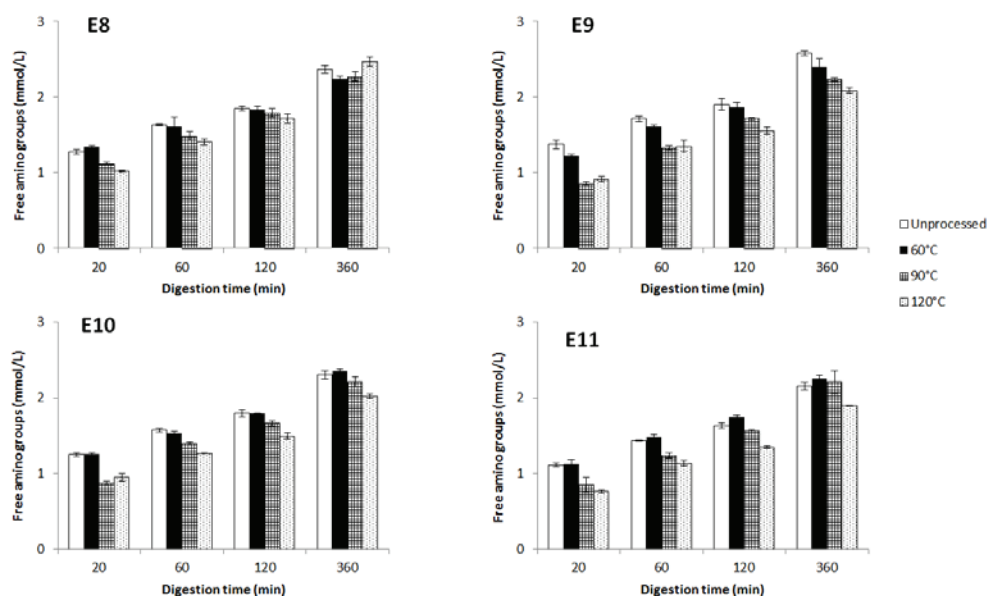 E8
3
2
1
0
Free amino groups (mmol/L)
20 60 120 360
Digestion time (min)
E9
3
2
1
0
Free amino groups (mmol/L)
20 60 120 360
Digestion time (min)
Unprocessed
60°C
90°C
120°C
E10
3
2
1
0
Free amino groups (mmol/L)
20 60 120 360
Digestion time (min)
E11
3
2
1
0
Free amino groups (mmol/L)
20 60 120 360
Digestion time (min)